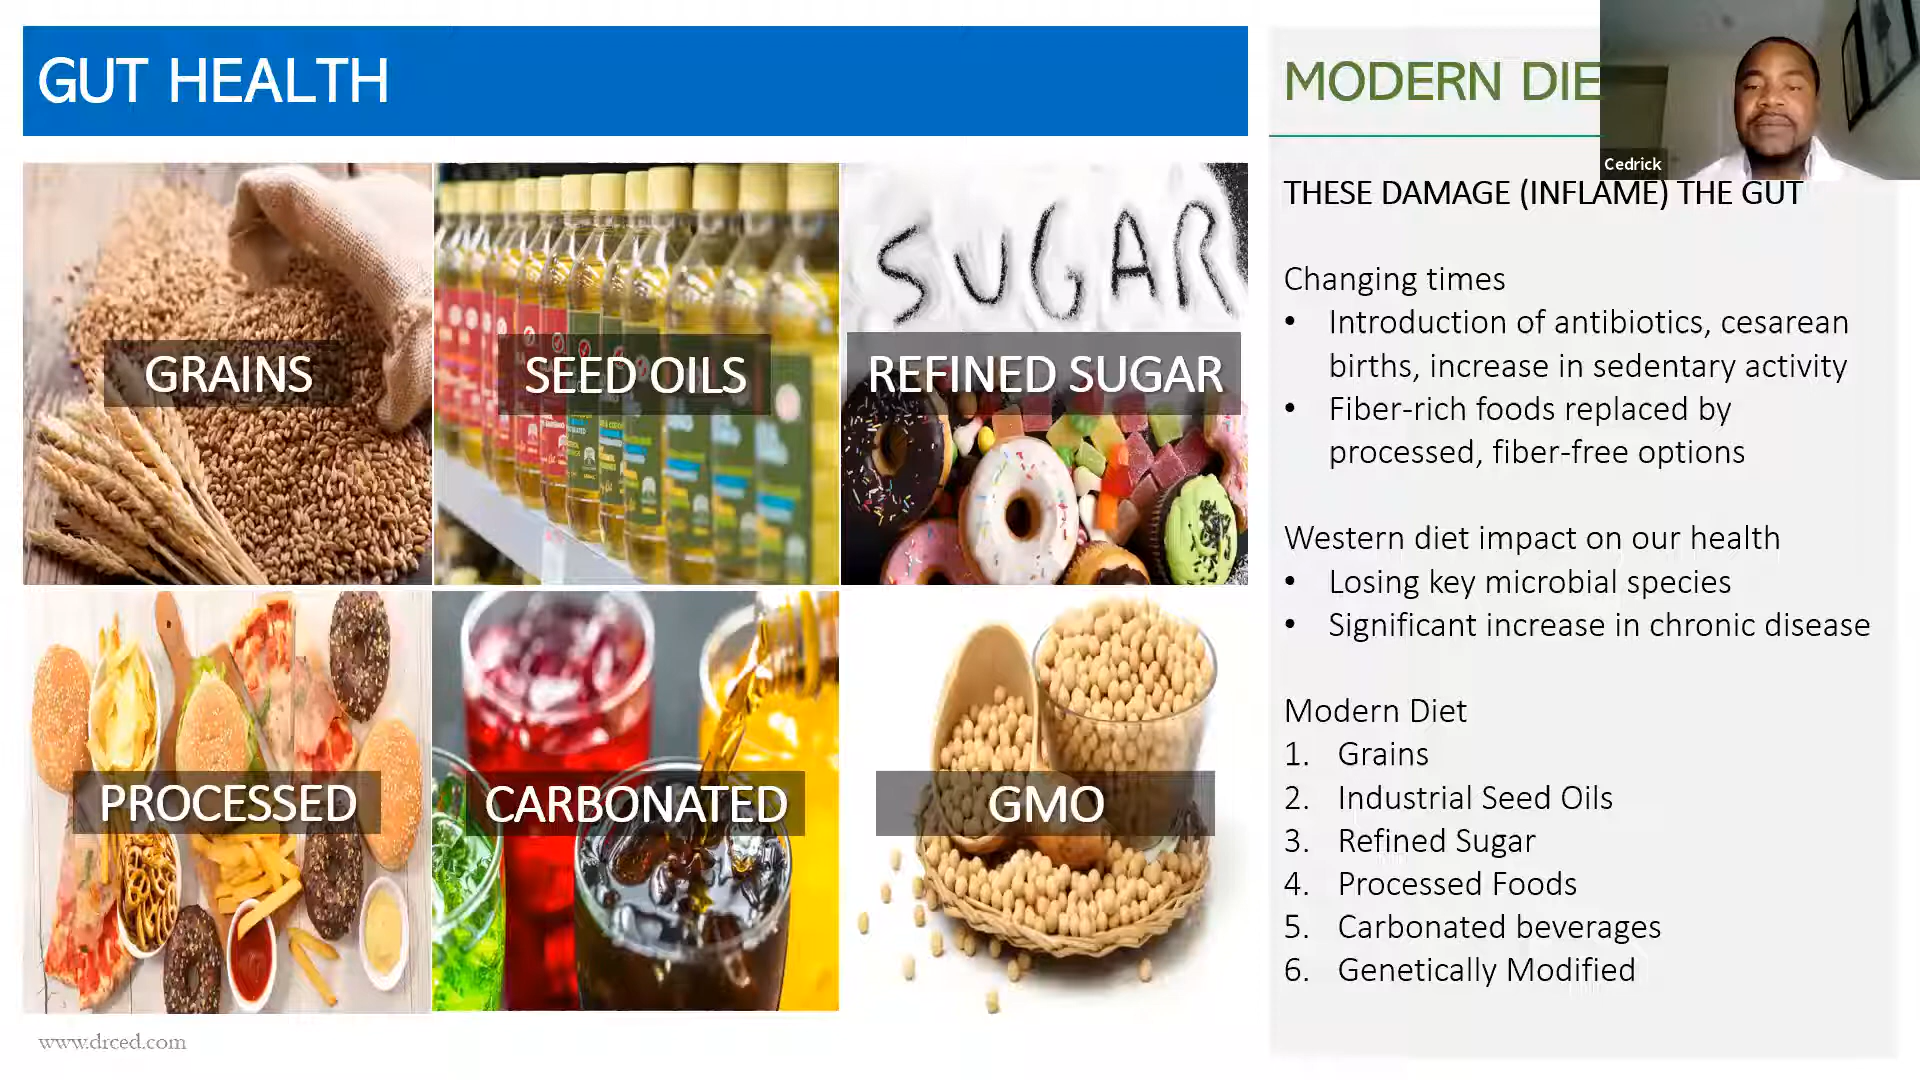 GUT HEALTH
MODERN DIE
Cedrick
THESE DAMAGE (INFLAME) THE GUT
GRAINS
SEED OILS
SUGAR
REFINED SUGAR
PROCESSED
CARBONATED
GMO
Changing times
• Introduction of antibiotics, cesarean
births, increase in sedentary activity
• Fiber-rich foods replaced by
processed, fiber-free options
Western diet impact on our health
• Losing key microbial species
• Significant increase in chronic disease
Modern Diet
1. Grains
2. Industrial Seed Oils
3. Refined Sugar
4. Processed Foods
5. Carbonated beverages
6. Genetically Modified
www.drced.com